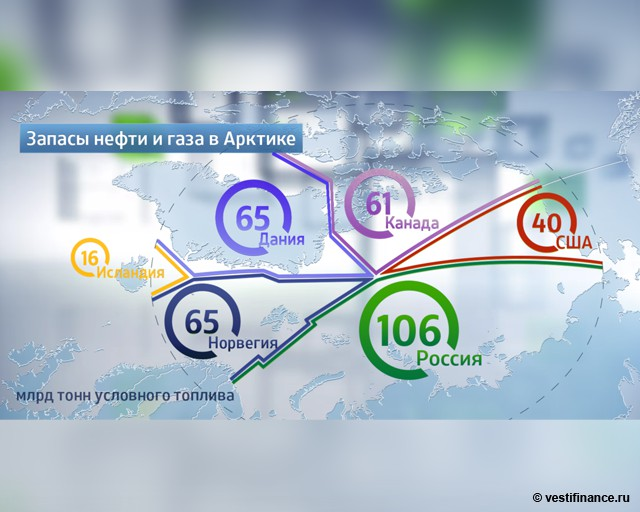 Запасы нефти и газа в Арктике
61
Канада
65
Дания
40
США
16
Исландия
65
Норвегия
106
Россия
млрд тонн условного топлива
© vestifinance.ru